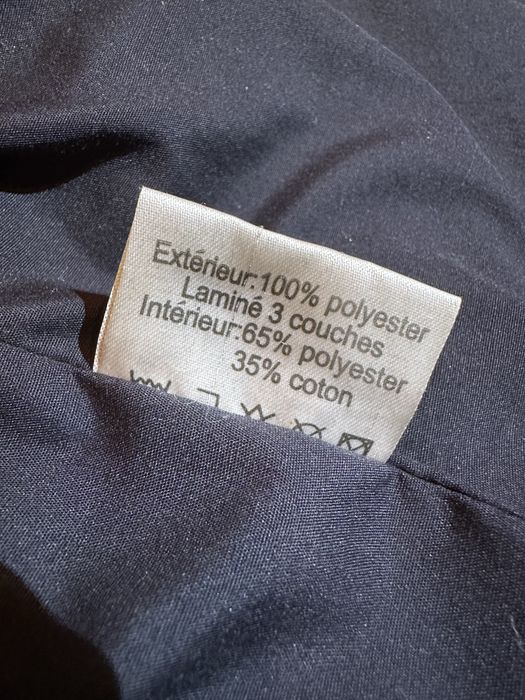 Extérieur:100% polyester
Laminé 3 couches
Intérieur:65% polyester
35% coton